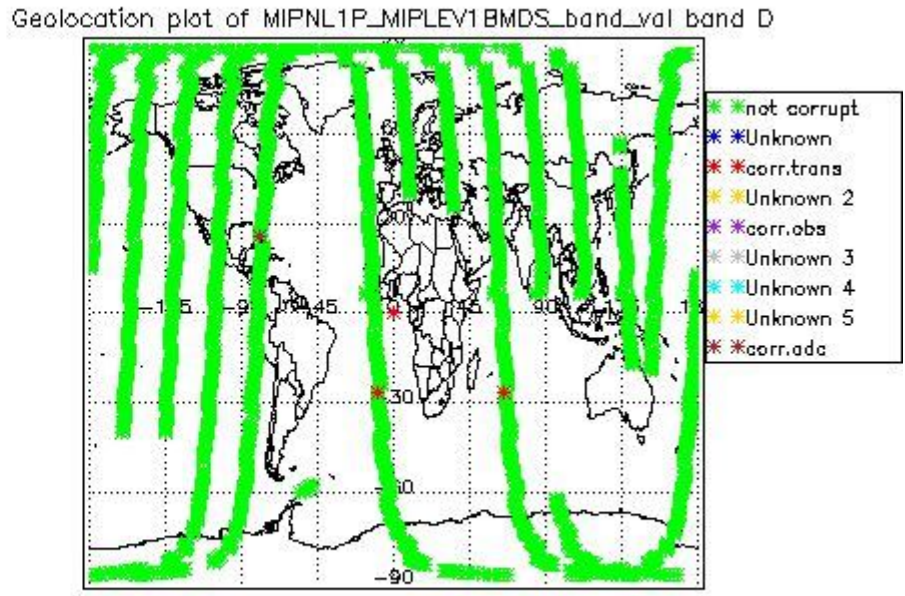 Geolocation plot of MIPNL1P_MIPLEV1BMDS_band_val band D
not corrupt
Unknown
corr.trans
Unknown 2
corr.obs
Unknown 3
Unknown 4
Unknown 5
corr.adc
-45
90
-30
-60
-90